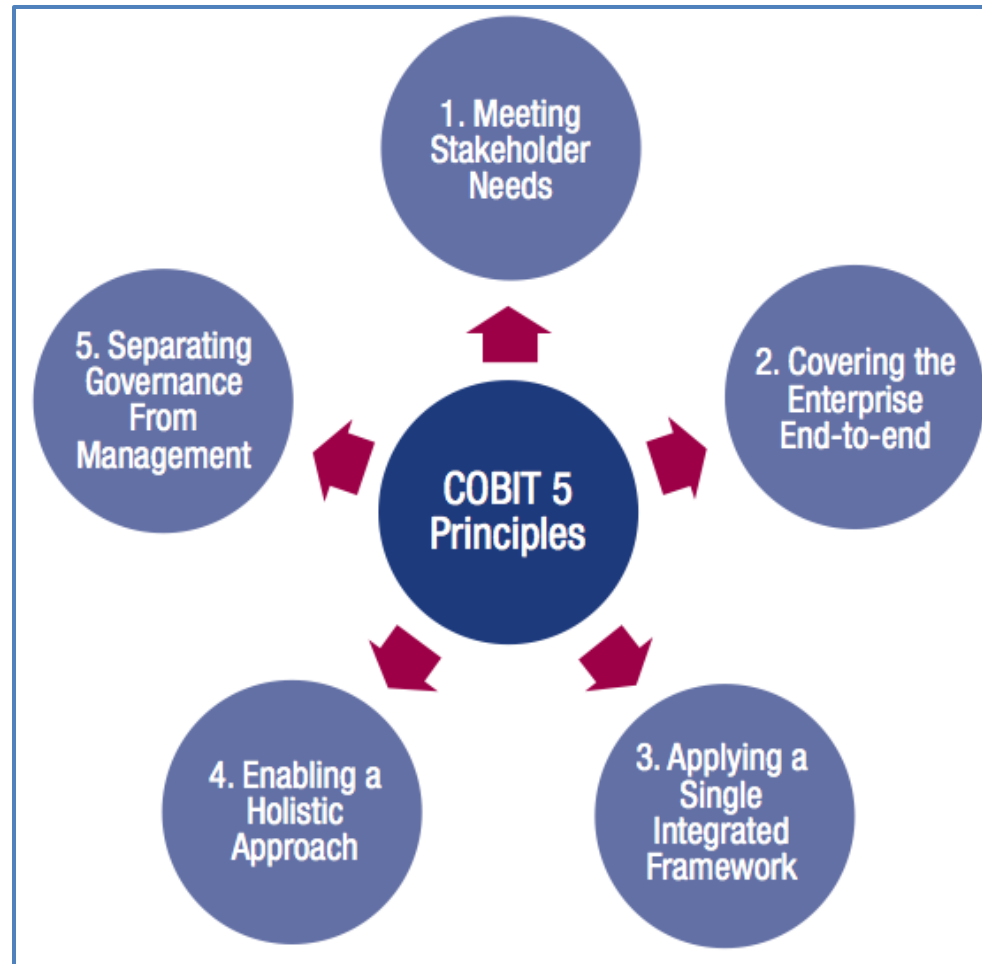 1. Meeting
Stakeholder
Needs
2. Covering the
Enterprise
End-to-end
3. Applying a
Single
Integrated
Framework
4. Enabling a
Holistic
Approach
5. Separating
Governance
From
Management
COBIT 5
Principles